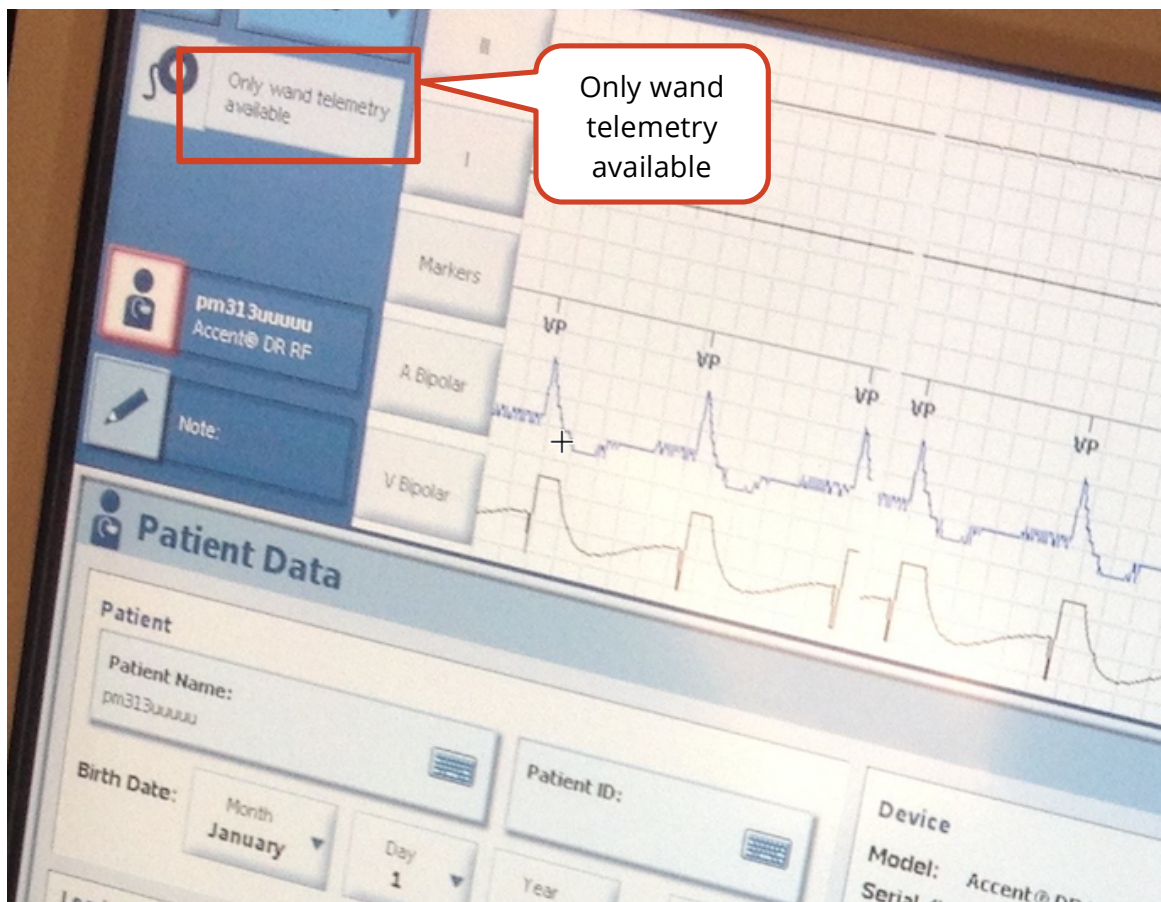 Only wand telemetry
available
Only wand
telemetry
available
I
Markers
A Bipolar
V Bipolar
VP
VP
VP
VP
VP
pm313uuuuu
Accent® DR RF
Note:
Patient Data
Patient
Patient Name:
pm313uuuuu
Patient ID:
Birth Date:
Month
January
Day
1
Year
Device
Model:
Accent® DR
Serial